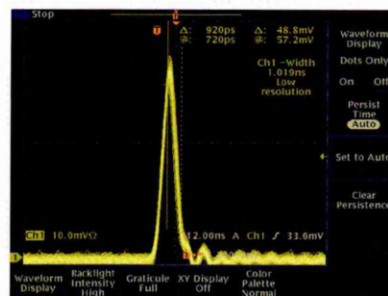 Stop
Δ: 920ps Δ: 48.8mV
@: 720ps @: 57.2mV
Ch1 -Width
1.019ns
Low
resolution
Waveform
Display
Dots Only
On Off
Persist
Time
Auto
Set to Auto
Clear
Persistence
Ch1 10.0mVΩ
2.00ns A Ch1 ∫ 33.6mV
Waveform
Display
Backlight
Intensity
High
Graticule
Full
XY Display
Off
Color
Palette
Normal